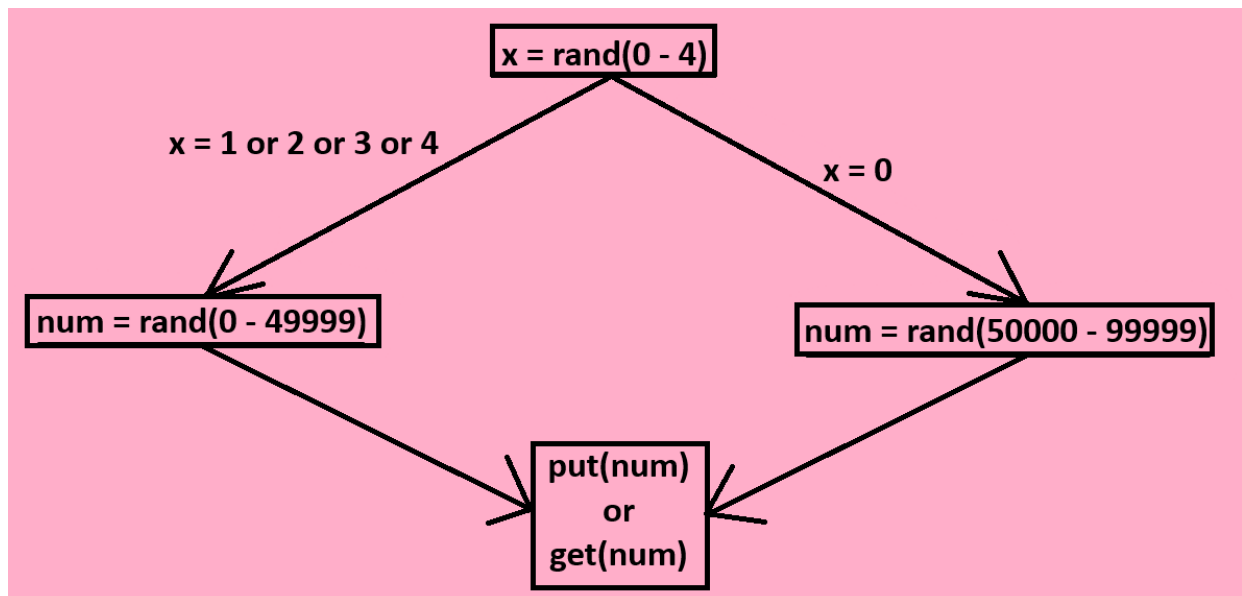 x = rand(0 - 4)
x = 1 or 2 or 3 or 4
x = 0
num = rand(0 - 49999)
num = rand(50000 - 99999)
put(num)
or
get(num)